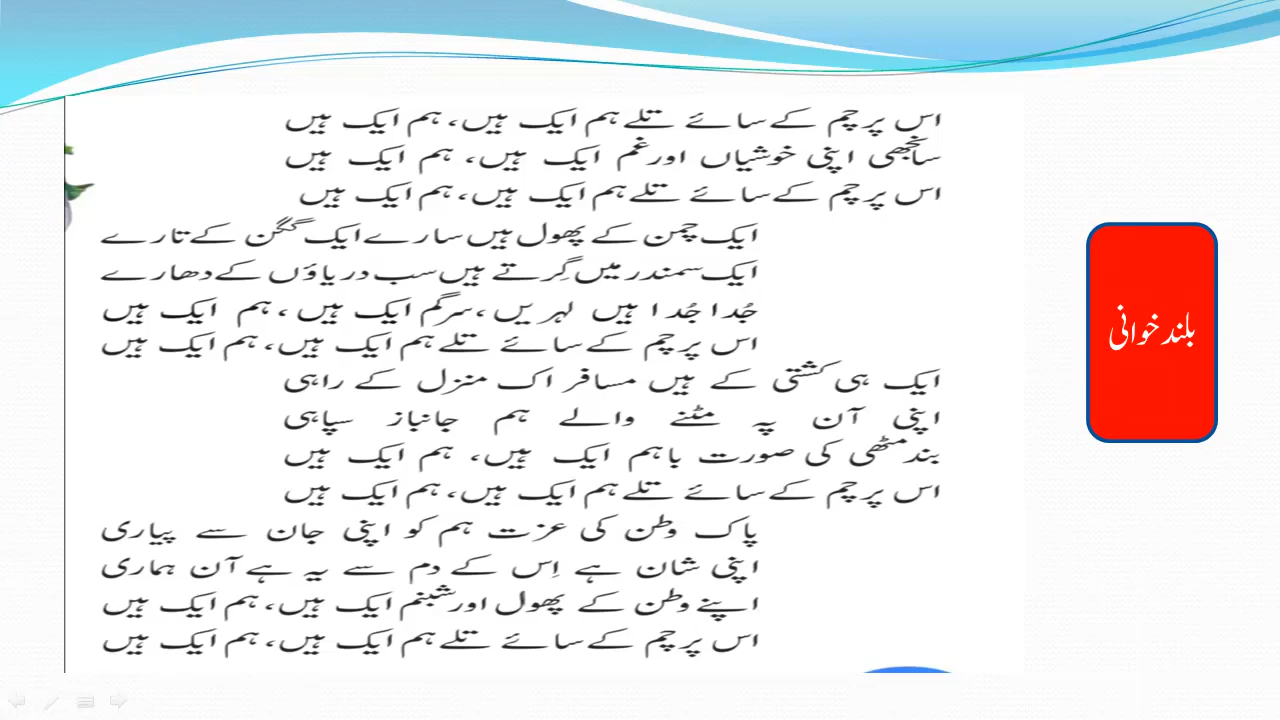 اس پرچم کے سائے تلے ہم ایک ہیں، ہم ایک ہیں
سانجھی اپنی خوشیاں اور غم ایک ہیں، ہم ایک ہیں
اس پرچم کے سائے تلے ہم ایک ہیں، ہم ایک ہیں
ایک چمن کے پھول ہیں سارے ایک گگن کے تارے
ایک سمندر میں گِرتے ہیں سب دریاؤں کے دھارے
جُدا جُدا ہیں لہریں، سرگم ایک ہیں، ہم ایک ہیں
اس پرچم کے سائے تلے ہم ایک ہیں، ہم ایک ہیں
ایک ہی کشتی کے ہیں مسافر اک منزل کے راہی
اپنی آن پہ مٹنے والے ہم جانباز سپاہی
بند مٹھی کی صورت باہم ایک ہیں، ہم ایک ہیں
اس پرچم کے سائے تلے ہم ایک ہیں، ہم ایک ہیں
پاک وطن کی عزت ہم کو اپنی جان سے پیاری
اپنی شان ہے اِس کے دم سے یہ ہے آن ہماری
اپنے وطن کے پھول اور شبنم ایک ہیں، ہم ایک ہیں
اس پرچم کے سائے تلے ہم ایک ہیں، ہم ایک ہیں
بلند خوانی